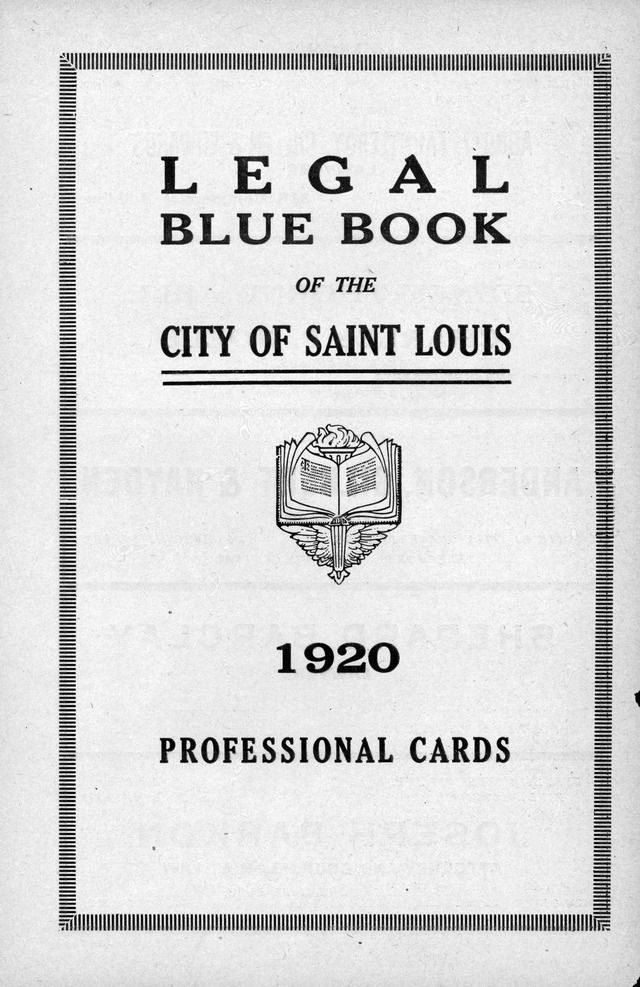 LEGAL
BLUE BOOK
OF THE
CITY OF SAINT LOUIS
1920
PROFESSIONAL CARDS